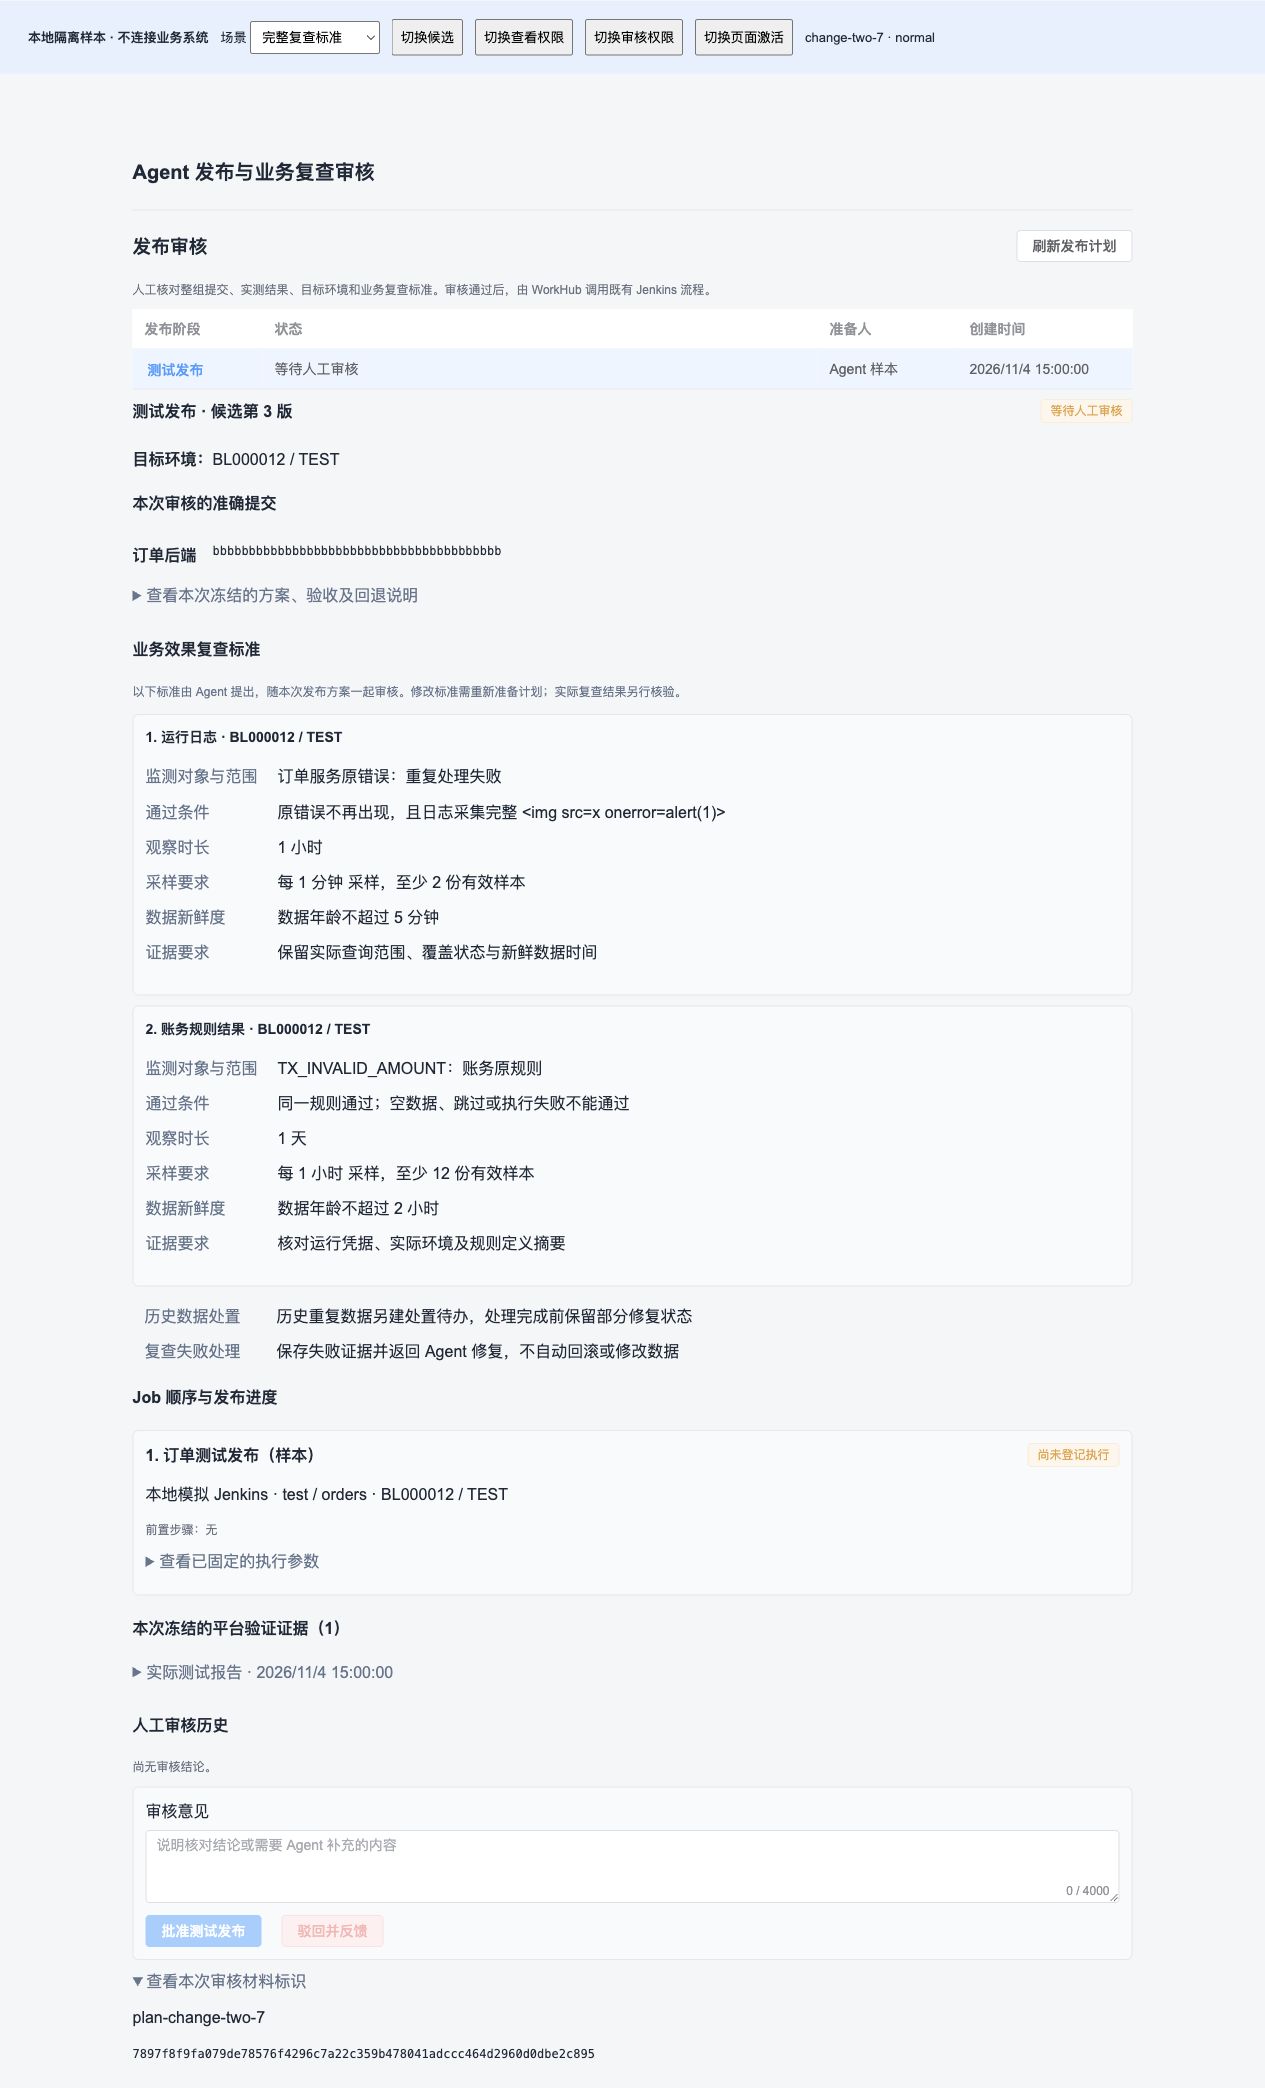 本地隔离样本 · 不连接业务系统 场景 完整复查标准 切换候选 切换查看权限 切换审核权限 切换页面激活 change-two-7 · normal
Agent 发布与业务复查审核
发布审核 刷新发布计划
人工核对整组提交、实测结果、目标环境和业务复查标准。审核通过后，由 WorkHub 调用既有 Jenkins 流程。
发布阶段 状态 准备人 创建时间
测试发布 等待人工审核 Agent 样本 2026/11/4 15:00:00
测试发布 · 候选第 3 版 等待人工审核
目标环境：BL000012 / TEST
本次审核的准确提交
订单后端 bbbbbbbbbbbbbbbbbbbbbbbbbbbbbbbbbbbbbbbb
▶ 查看本次冻结的方案、验收及回退说明
业务效果复查标准
以下标准由 Agent 提出，随本次发布方案一起审核。修改标准需重新准备计划；实际复查结果另行核验。
1. 运行日志 · BL000012 / TEST
监测对象与范围 订单服务原错误：重复处理失败
通过条件 原错误不再出现，且日志采集完整 <img src=x onerror=alert(1)>
观察时长 1 小时
采样要求 每 1 分钟 采样，至少 2 份有效样本
数据新鲜度 数据年龄不超过 5 分钟
证据要求 保留实际查询范围、覆盖状态与新鲜数据时间
2. 账务规则结果 · BL000012 / TEST
监测对象与范围 TX_INVALID_AMOUNT：账务原规则
通过条件 同一规则通过；空数据、跳过或执行失败不能通过
观察时长 1 天
采样要求 每 1 小时 采样，至少 12 份有效样本
数据新鲜度 数据年龄不超过 2 小时
证据要求 核对运行凭据、实际环境及规则定义摘要
历史数据处置 历史重复数据另建处置待办，处理完成前保留部分修复状态
复查失败处理 保存失败证据并返回 Agent 修复，不自动回滚或修改数据
Job 顺序与发布进度
1. 订单测试发布（样本） 尚未登记执行
本地模拟 Jenkins · test / orders · BL000012 / TEST
前置步骤：无
▶ 查看已固定的执行参数
本次冻结的平台验证证据（1）
▶ 实际测试报告 · 2026/11/4 15:00:00
人工审核历史
尚无审核结论。
审核意见
说明核对结论或需要 Agent 补充的内容
0 / 4000
批准测试发布 驳回并反馈
▼ 查看本次审核材料标识
plan-change-two-7
7897f8f9fa079de78576f4296c7a22c359b478041adccc464d2960d0dbe2c895